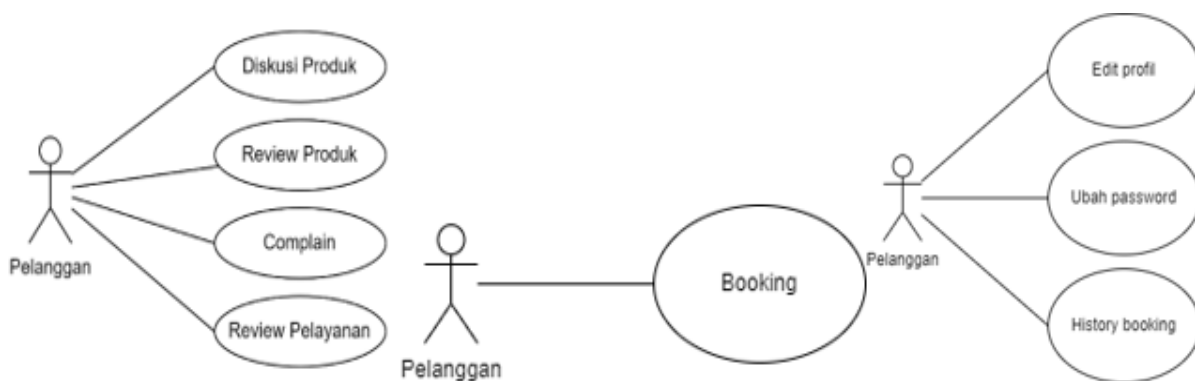 Diskusi Produk
Review Produk
Complain
Review Pelayanan
Pelanggan
Booking
Pelanggan
Edit profil
Ubah password
History booking
Pelanggan